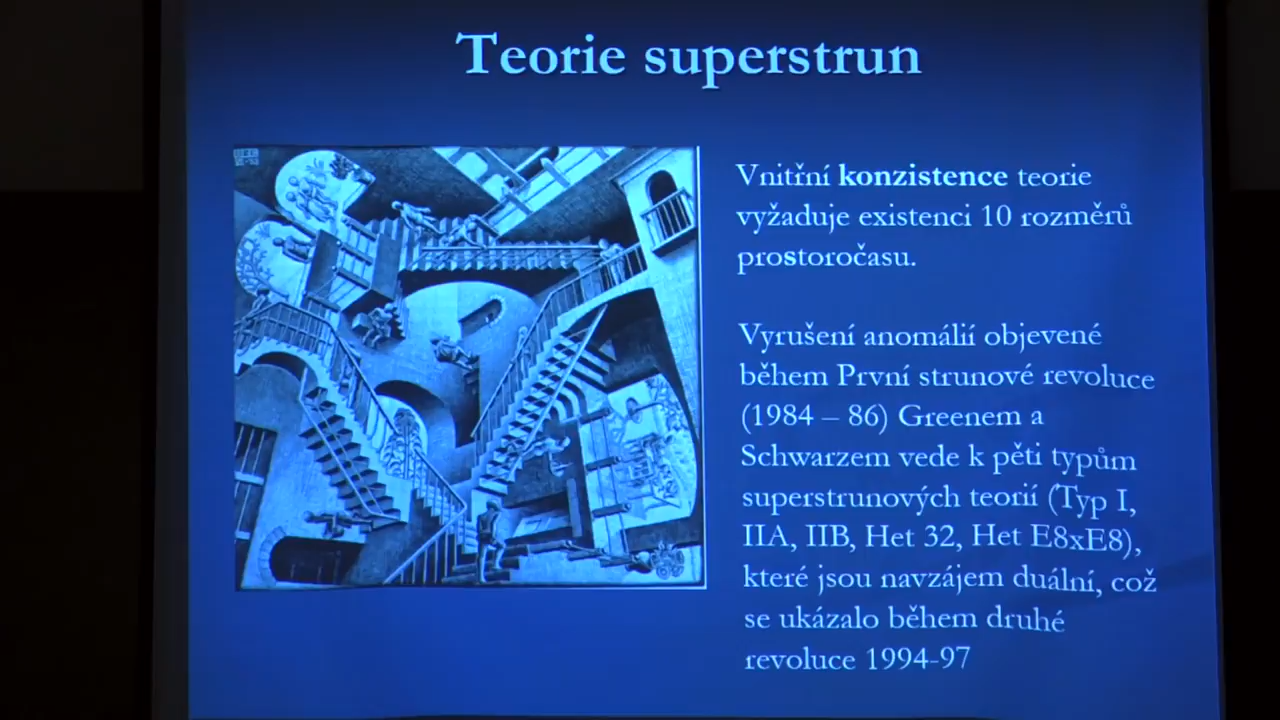 Teorie superstrun
Vnitřní konzistence teorie
vyžaduje existenci 10 rozměrů
prostoročasu.
Vyrušení anomálií objevené
během První strunové revoluce
(1984 – 86) Greenem a
Schwarzem vede k pěti typům
superstrunových teorií (Typ I,
IIA, IIB, Het 32, Het E8xE8),
které jsou navzájem duální, což
se ukázalo během druhé
revoluce 1994-97